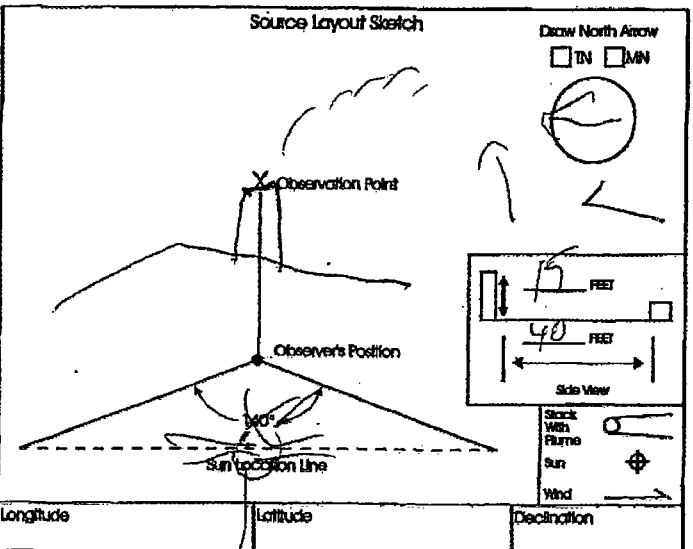 Source Layout Sketch
Draw North Arrow
TN MN
X Observation Point
15 FEET
40 FEET
Side View
Observer's Position
140°
Sun Location Line
Stack With Plume
Sun
Wind
Longitude Latitude Declination